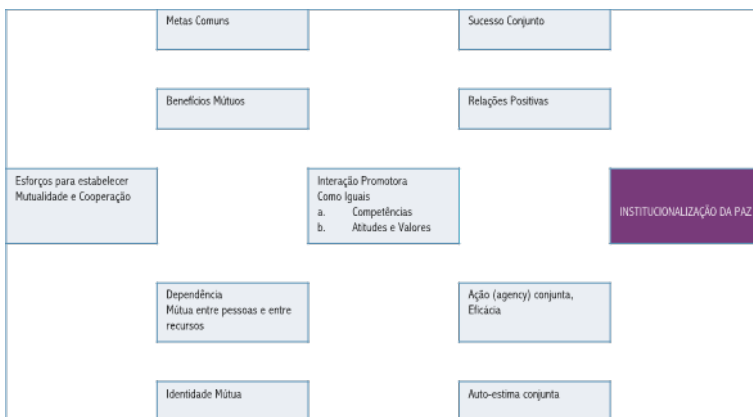 Metas Comuns
Sucesso Conjunto
Benefícios Mútuos
Relações Positivas
Esforços para estabelecer
Mutualidade e Cooperação
Interação Promotora
Como Iguais
a. Competências
b. Atitudes e Valores
INSTITUCIONALIZAÇÃO DA PAZ
Dependência
Mútua entre pessoas e entre
recursos
Ação (agency) conjunta,
Eficácia
Identidade Mútua
Auto-estima conjunta